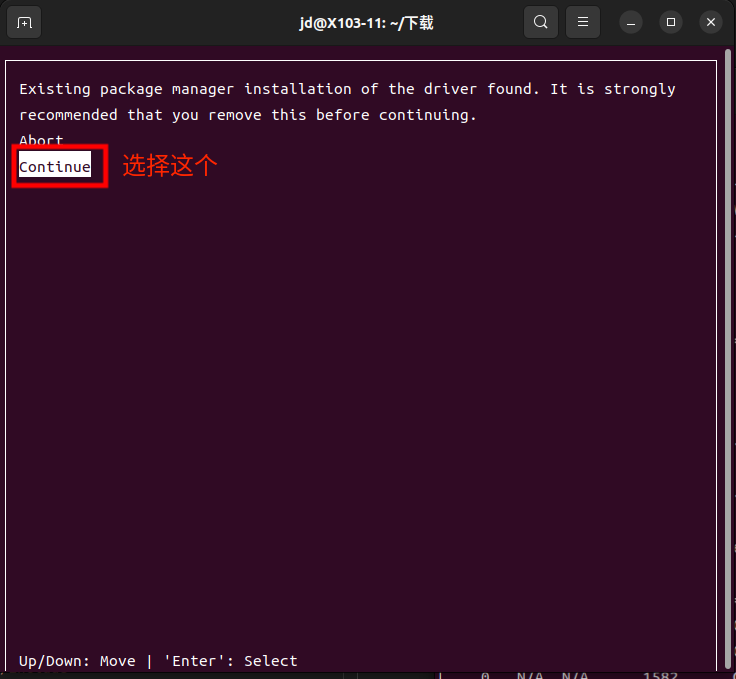 jd@X103-11: ~/下载
Existing package manager installation of the driver found. It is strongly
recommended that you remove this before continuing.
Abort
Continue
选择这个
Up/Down: Move | 'Enter': Select
0 N/A N/A 1582